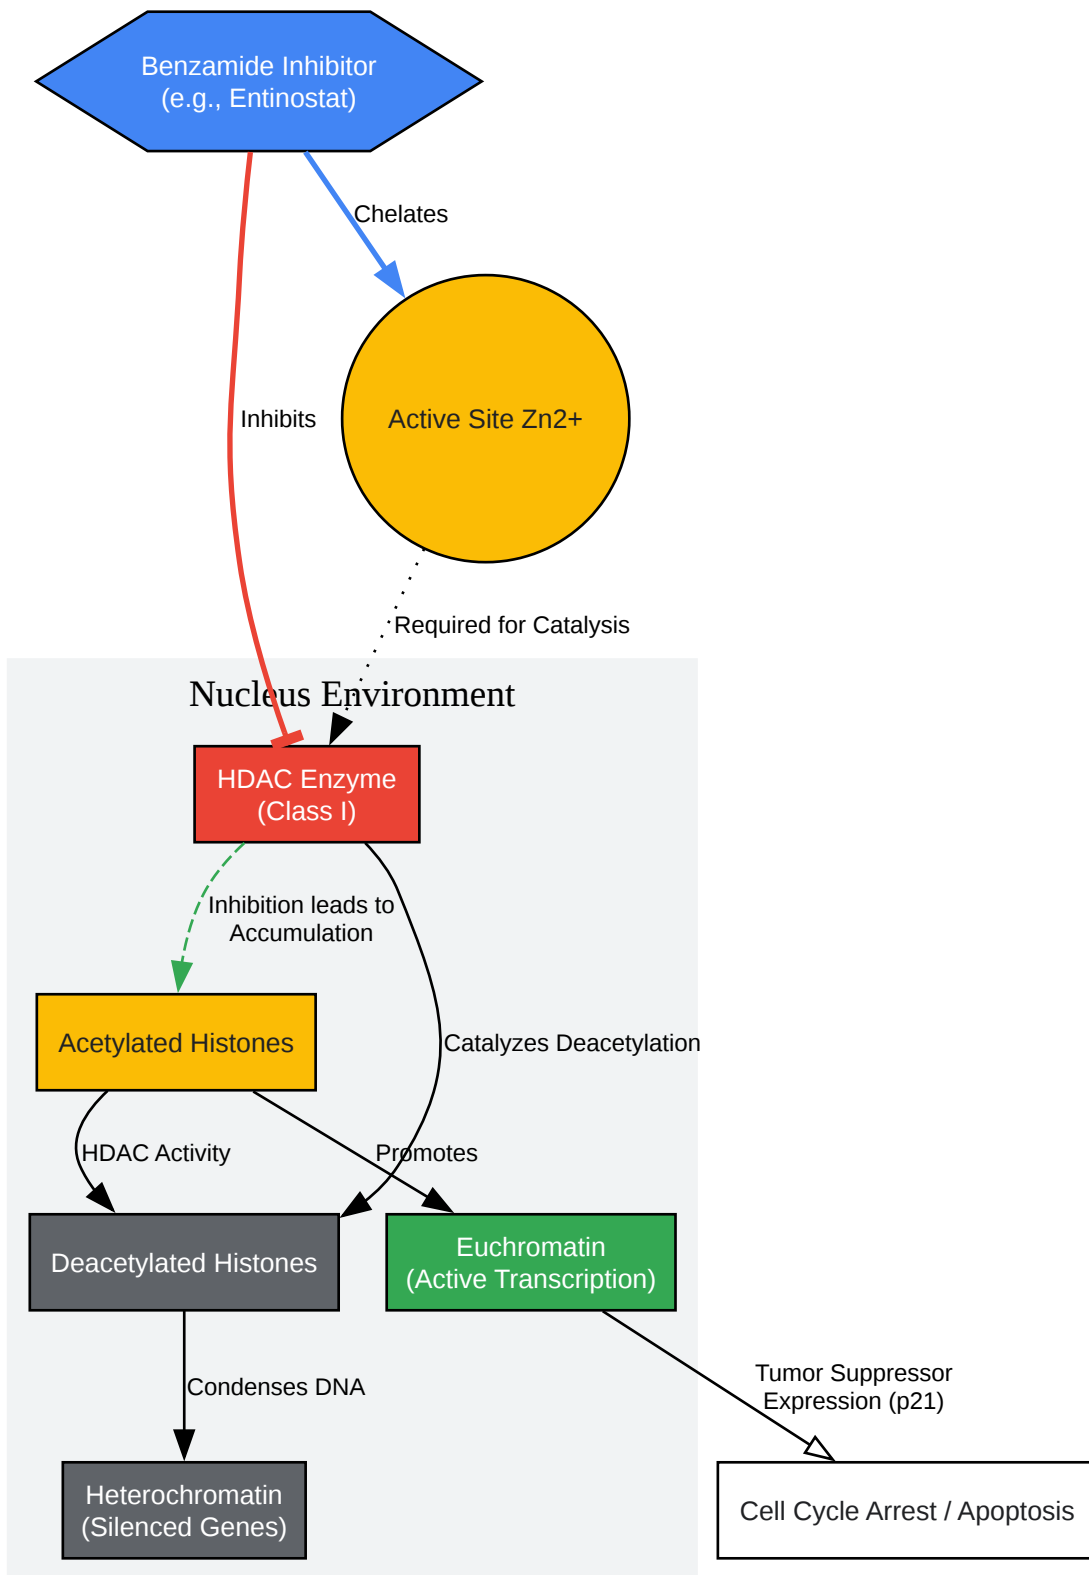 Benzamide Inhibitor
(e.g., Entinostat)
Chelates
Inhibits
Active Site Zn2+
Required for Catalysis
Nucleus Environment
HDAC Enzyme
(Class I)
Inhibition leads to
Accumulation
Acetylated Histones
Catalyzes Deacetylation
HDAC Activity
Promotes
Deacetylated Histones
Euchromatin
(Active Transcription)
Condenses DNA
Tumor Suppressor
Expression (p21)
Heterochromatin
(Silenced Genes)
Cell Cycle Arrest / Apoptosis